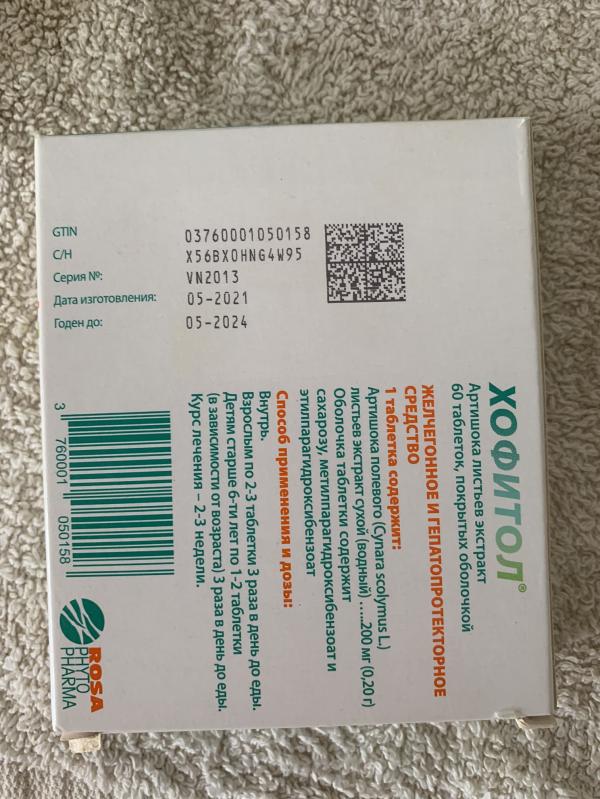 ХОФИТОЛ®
Артишока листьев экстракт
60 таблеток, покрытых оболочкой
ЖЕЛЧЕГОННОЕ И ГЕПАТОПРОТЕКТОРНОЕ
СРЕДСТВО
1 таблетка содержит:
Артишока полевого (Cynara scolymus L.)
листьев экстракт сухой (водный) .....200 мг (0,20 г)
Оболочка таблетки содержит
сахарозу, метилпарагидроксибензоат и
этилпарагидроксибензоат
Способ применения и дозы:
Внутрь.
Взрослым по 2-3 таблетки 3 раза в день до еды.
Детям старше 6-ти лет по 1-2 таблетки
(в зависимости от возраста) 3 раза в день до еды.
Курс лечения – 2-3 недели.
GTIN 03760001050158
С/Н X56BX0HNG4W95
Серия №: VN2013
Дата изготовления: 05-2021
Годен до: 05-2024
3 760001 050158
ROSA
PHYTO
PHARMA